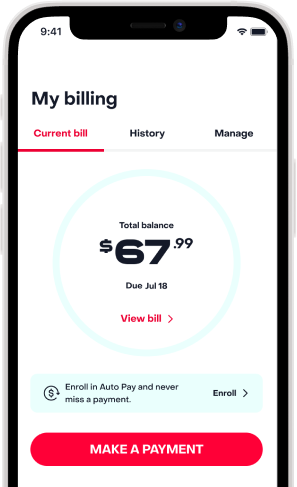 9:41
My billing
Current bill History Manage
Total balance
$67.99
Due Jul 18
View bill
Enroll in Auto Pay and never
miss a payment.
Enroll
MAKE A PAYMENT